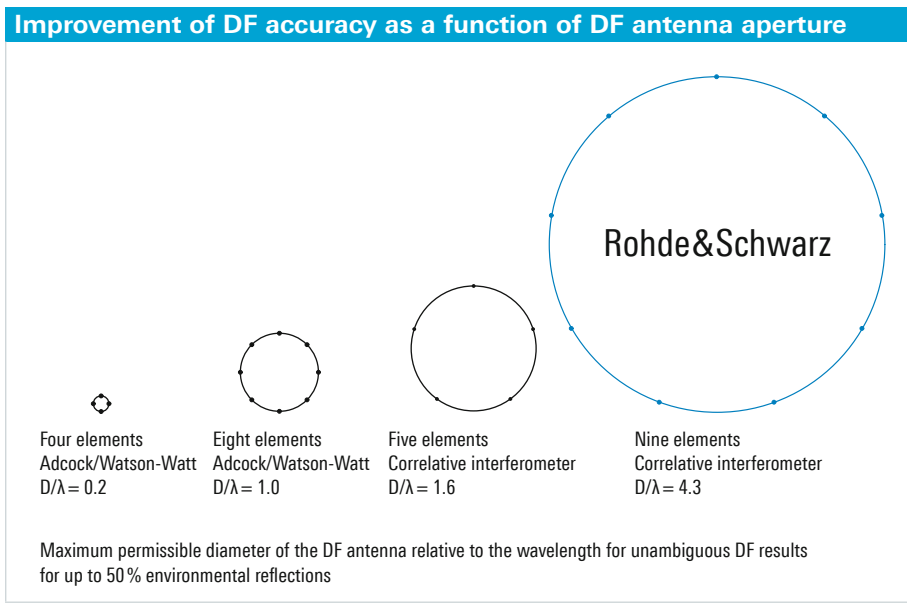 Improvement of DF accuracy as a function of DF antenna aperture
Rohde&Schwarz
Four elements
Adcock/Watson-Watt
D/λ = 0.2
Eight elements
Adcock/Watson-Watt
D/λ = 1.0
Five elements
Correlative interferometer
D/λ = 1.6
Nine elements
Correlative interferometer
D/λ = 4.3
Maximum permissible diameter of the DF antenna relative to the wavelength for unambiguous DF results
for up to 50 % environmental reflections